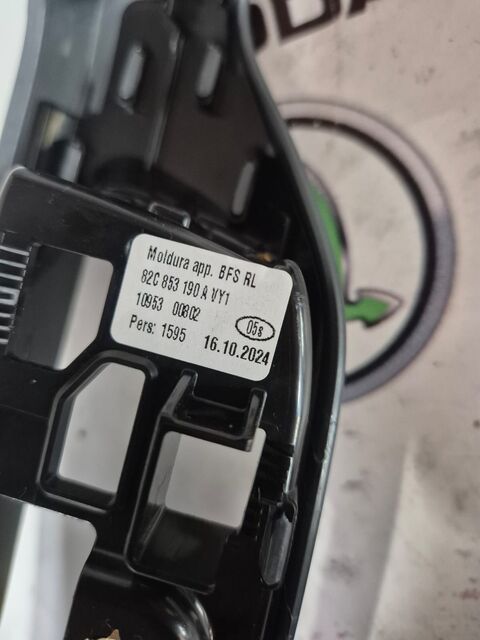 Moldura app. BFS RL
82C 853 190 A VY1
10953 00802
05s
Pers: 1595 16.10.2024